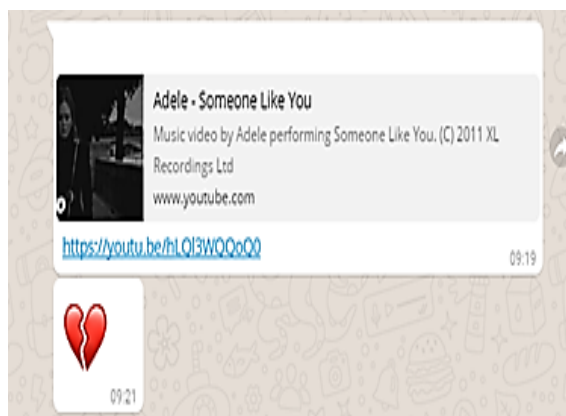 Adele - Someone Like You
Music video by Adele performing Someone Like You. (C) 2011 XL
Recordings Ltd
www.youtube.com
https://youtu.be/hLQl3WQQoQ0
09:19
09:21